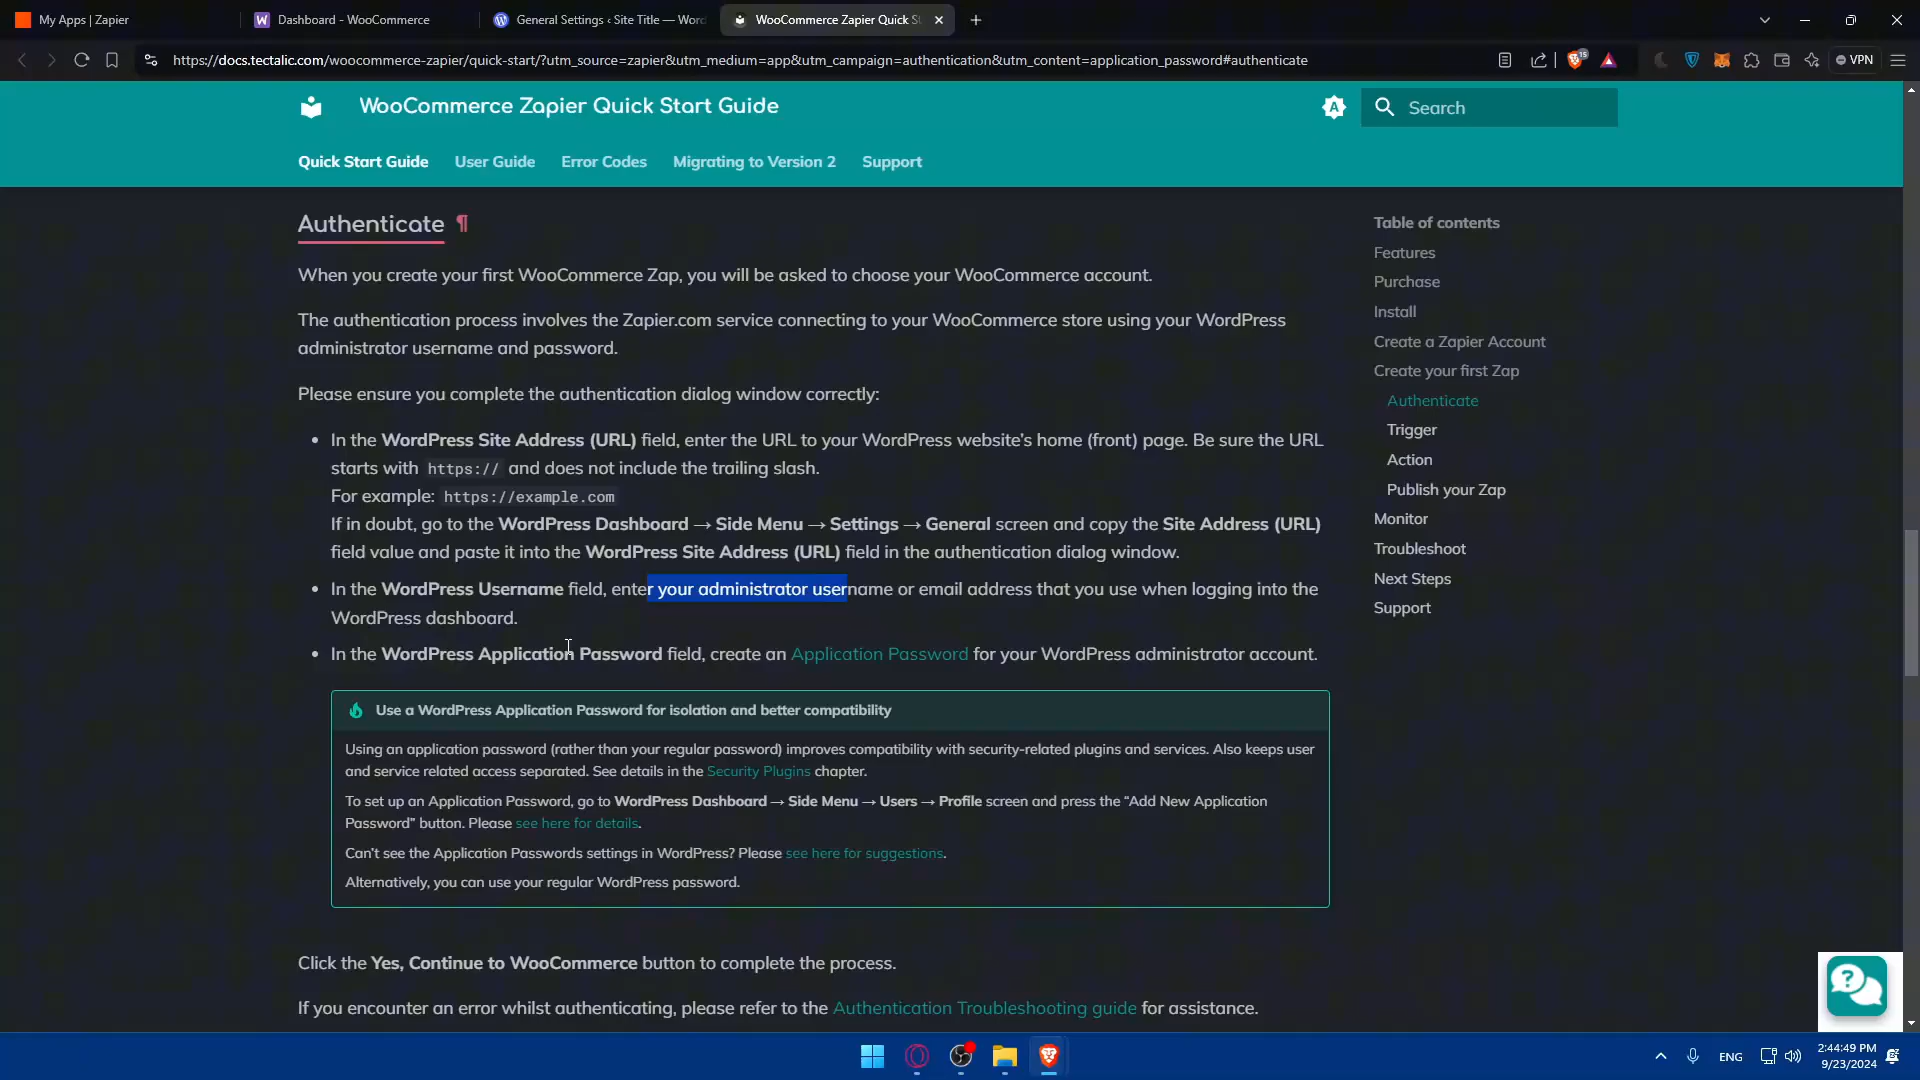 My Apps | Zapier
Dashboard - WooCommerce
General Settings ‹ Site Title — Word
WooCommerce Zapier Quick St
https://docs.tectalic.com/woocommerce-zapier/quick-start/?utm_source=zapier&utm_medium=app&utm_campaign=authentication&utm_content=application_password#authenticate
15
VPN
WooCommerce Zapier Quick Start Guide
A
Search
Quick Start Guide
User Guide
Error Codes
Migrating to Version 2
Support
Authenticate ¶
When you create your first WooCommerce Zap, you will be asked to choose your WooCommerce account.
The authentication process involves the Zapier.com service connecting to your WooCommerce store using your WordPress
administrator username and password.
Please ensure you complete the authentication dialog window correctly:
• In the WordPress Site Address (URL) field, enter the URL to your WordPress website's home (front) page. Be sure the URL
starts with https:// and does not include the trailing slash.
For example: https://example.com
If in doubt, go to the WordPress Dashboard → Side Menu → Settings → General screen and copy the Site Address (URL)
field value and paste it into the WordPress Site Address (URL) field in the authentication dialog window.
• In the WordPress Username field, enter your administrator username or email address that you use when logging into the
WordPress dashboard.
• In the WordPress Application Password field, create an Application Password for your WordPress administrator account.
Use a WordPress Application Password for isolation and better compatibility
Using an application password (rather than your regular password) improves compatibility with security-related plugins and services. Also keeps user
and service related access separated. See details in the Security Plugins chapter.
To set up an Application Password, go to WordPress Dashboard → Side Menu → Users → Profile screen and press the “Add New Application
Password” button. Please see here for details.
Can't see the Application Passwords settings in WordPress? Please see here for suggestions.
Alternatively, you can use your regular WordPress password.
Click the Yes, Continue to WooCommerce button to complete the process.
If you encounter an error whilst authenticating, please refer to the Authentication Troubleshooting guide for assistance.
Table of contents
Features
Purchase
Install
Create a Zapier Account
Create your first Zap
Authenticate
Trigger
Action
Publish your Zap
Monitor
Troubleshoot
Next Steps
Support
ENG
2:44:49 PM
9/23/2024